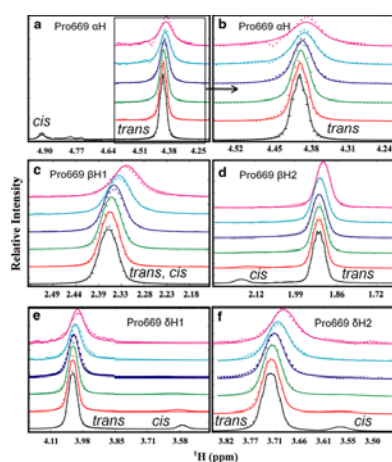 a Pro669 αH
cis
trans
4.90 4.77 4.51 4.38 4.25
b Pro669 αH
trans
4.52 4.45 4.38 4.31 4.24
c Pro669 βH1
trans, cis
2.49 2.44 2.39 2.33 2.28 2.23 2.18
d Pro669 βH2
cis
trans
2.12 1.99 1.86 1.72
e Pro669 δH1
trans
cis
4.11 3.98 3.85 3.71 3.58
f Pro669 δH2
trans
cis
3.82 3.77 3.71 3.66 3.61 3.56 3.50
Relative Intensity
¹H (ppm)